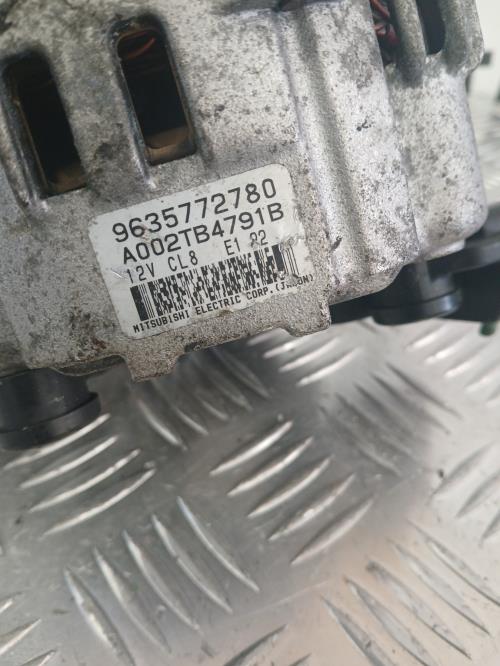 9635772780
A002TB4791B
12V CL8 E1 22
MITSUBISHI ELECTRIC CORP.